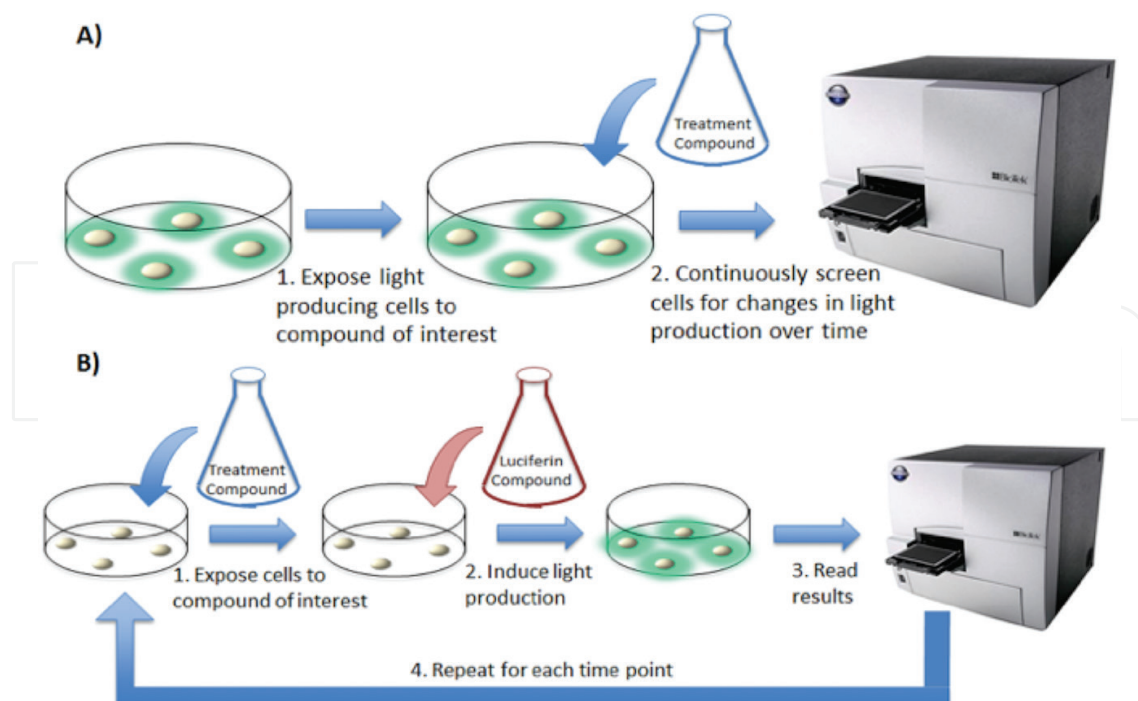 A)
Treatment
Compound
BioTek
1. Expose light
producing cells to
compound of interest
2. Continuously screen
cells for changes in light
production over time
B)
Treatment
Compound
Luciferin
Compound
BioTek
1. Expose cells to
compound of interest
2. Induce light
production
3. Read
results
4. Repeat for each time point